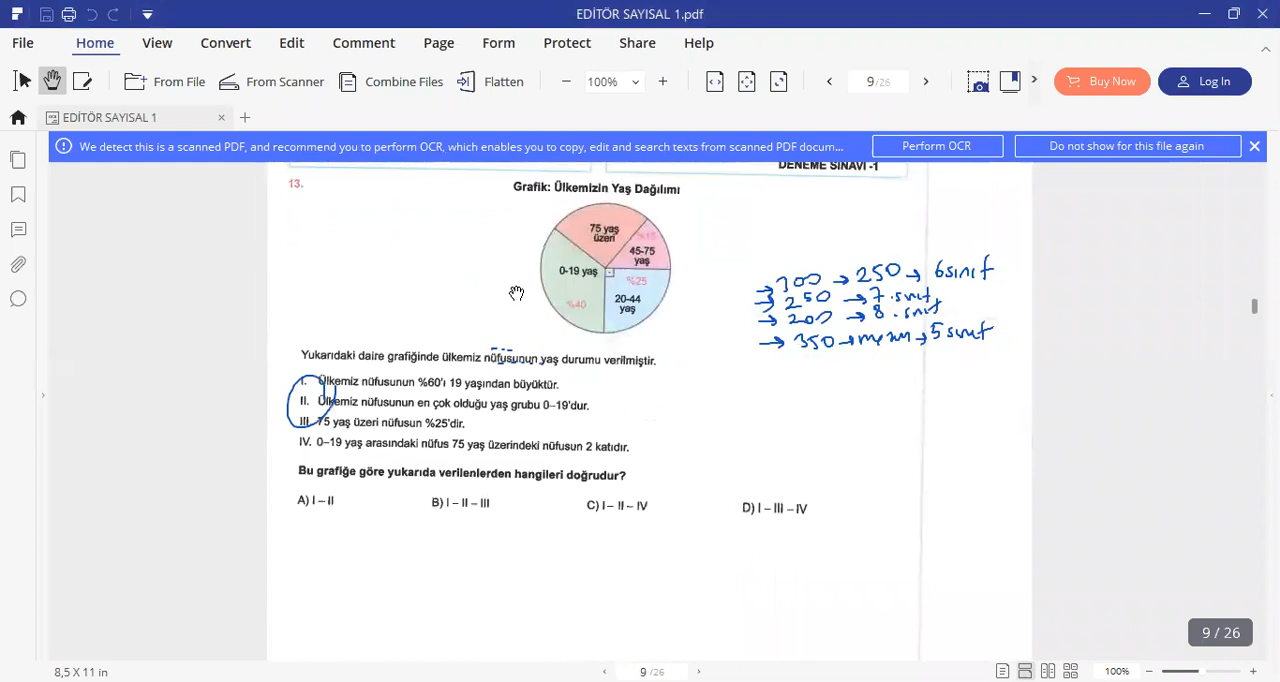 EDİTÖR SAYISAL 1.pdf
File Home View Convert Edit Comment Page Form Protect Share Help
From File From Scanner Combine Files Flatten 100% 9 /26 Buy Now Log In
EDİTÖR SAYISAL 1
We detect this is a scanned PDF, and recommend you to perform OCR, which enables you to copy, edit and search texts from scanned PDF docum... Perform OCR Do not show for this file again
DENEME SINAVI -1
13.
Grafik: Ülkemizin Yaş Dağılımı
75 yaş
üzeri
%15
45-75
yaş
0-19 yaş
%25
20-44
yaş
%40
300 → 250 → 6 sınıf
→ 250 → 7. sınıf
→ 200 → 8. sınıf
→ 350 → → 5 sınıf
Yukarıdaki daire grafiğinde ülkemiz nüfusunun yaş durumu verilmiştir.
I. Ülkemiz nüfusunun %60'ı 19 yaşından büyüktür.
II. Ülkemiz nüfusunun en çok olduğu yaş grubu 0–19'dur.
III. 75 yaş üzeri nüfusun %25'dir.
IV. 0–19 yaş arasındaki nüfus 75 yaş üzerindeki nüfusun 2 katıdır.
Bu grafiğe göre yukarıda verilenlerden hangileri doğrudur?
A) I – II B) I – II – III C) I – II – IV D) I – III – IV
9 / 26
8,5 X 11 in 9 /26 100%